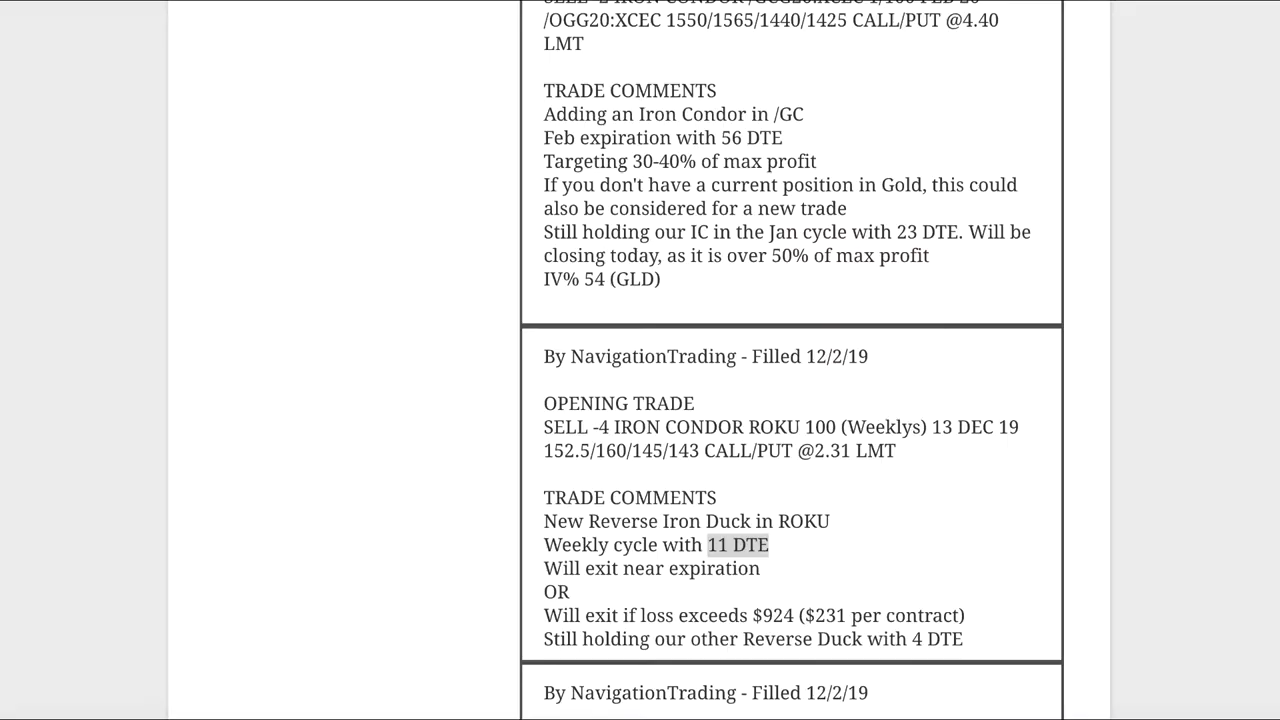 /OGG20:XCEC 1550/1565/1440/1425 CALL/PUT @4.40
LMT
TRADE COMMENTS
Adding an Iron Condor in /GC
Feb expiration with 56 DTE
Targeting 30-40% of max profit
If you don't have a current position in Gold, this could
also be considered for a new trade
Still holding our IC in the Jan cycle with 23 DTE. Will be
closing today, as it is over 50% of max profit
IV% 54 (GLD)
By NavigationTrading - Filled 12/2/19
OPENING TRADE
SELL -4 IRON CONDOR ROKU 100 (Weeklys) 13 DEC 19
152.5/160/145/143 CALL/PUT @2.31 LMT
TRADE COMMENTS
New Reverse Iron Duck in ROKU
Weekly cycle with 11 DTE
Will exit near expiration
OR
Will exit if loss exceeds $924 ($231 per contract)
Still holding our other Reverse Duck with 4 DTE
By NavigationTrading - Filled 12/2/19